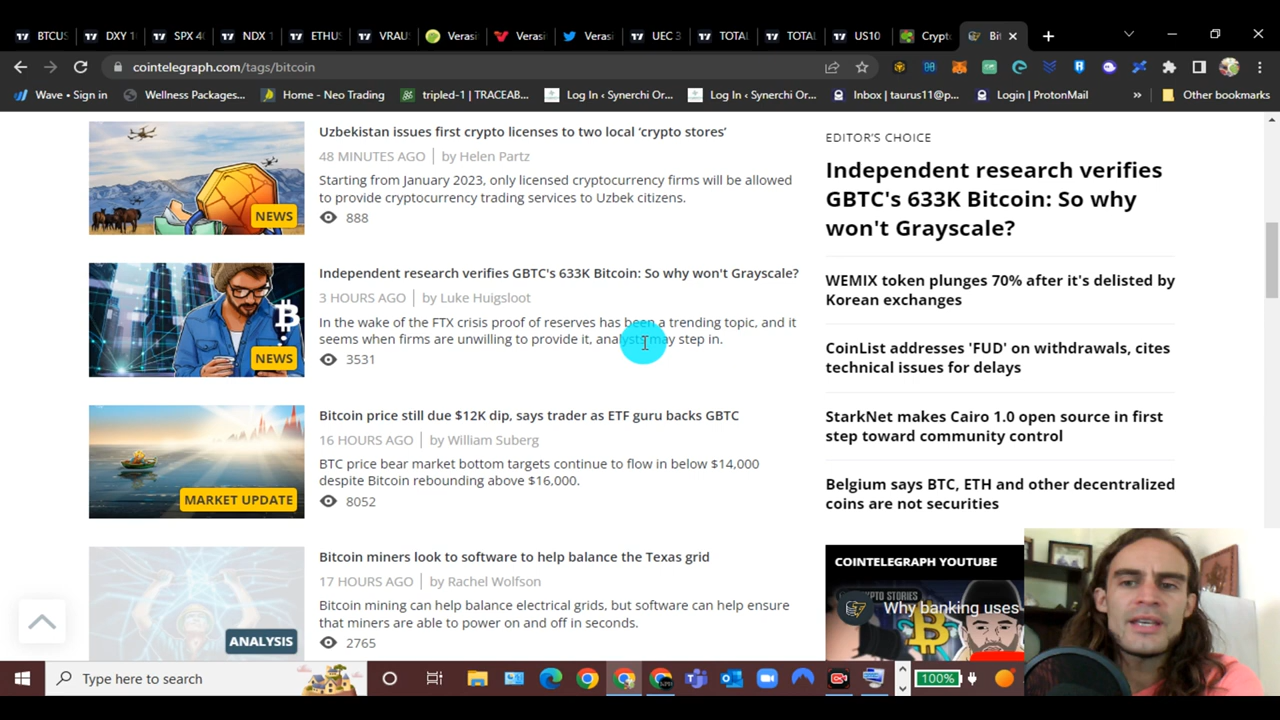 BTCUS
DXY 1
SPX 4
NDX 1
ETHUS
VRAUS
Verasi
Verasi
Verasi
UEC 3
TOTAL
TOTAL
US10
Crypto
Bit
cointelegraph.com/tags/bitcoin
Wave • Sign in
Wellness Packages...
Home - Neo Trading
tripled-1 | TRACEAB...
Log In ‹ Synerchi Or...
Log In ‹ Synerchi Or...
Inbox | taurus11@p...
Login | ProtonMail
»
Other bookmarks
Uzbekistan issues first crypto licenses to two local ‘crypto stores’
48 MINUTES AGO | by Helen Partz
Starting from January 2023, only licensed cryptocurrency firms will be allowed
to provide cryptocurrency trading services to Uzbek citizens.
NEWS
888
Independent research verifies GBTC's 633K Bitcoin: So why won't Grayscale?
3 HOURS AGO | by Luke Huigsloot
In the wake of the FTX crisis proof of reserves has been a trending topic, and it
seems when firms are unwilling to provide it, analysts may step in.
NEWS
3531
Bitcoin price still due $12K dip, says trader as ETF guru backs GBTC
16 HOURS AGO | by William Suberg
BTC price bear market bottom targets continue to flow in below $14,000
despite Bitcoin rebounding above $16,000.
MARKET UPDATE
8052
Bitcoin miners look to software to help balance the Texas grid
17 HOURS AGO | by Rachel Wolfson
Bitcoin mining can help balance electrical grids, but software can help ensure
that miners are able to power on and off in seconds.
ANALYSIS
2765
EDITOR'S CHOICE
Independent research verifies
GBTC's 633K Bitcoin: So why
won't Grayscale?
WEMIX token plunges 70% after it's delisted by
Korean exchanges
CoinList addresses 'FUD' on withdrawals, cites
technical issues for delays
StarkNet makes Cairo 1.0 open source in first
step toward community control
Belgium says BTC, ETH and other decentralized
coins are not securities
COINTELEGRAPH YOUTUBE
PTO STORIES
Why banking uses
Type here to search
100%